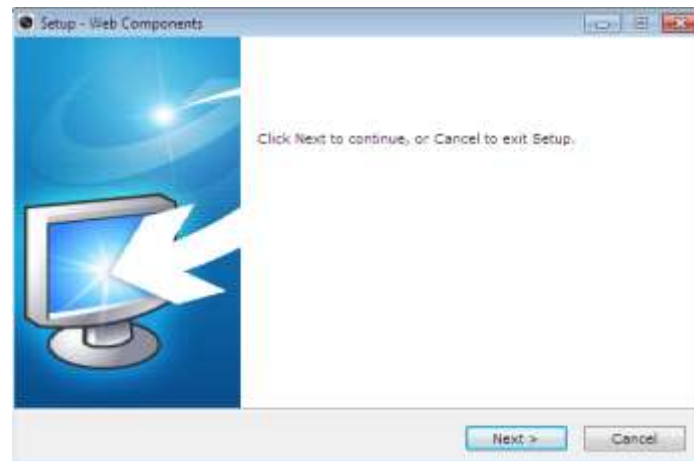 Setup - Web Components
Click Next to continue, or Cancel to exit Setup.
Next >
Cancel